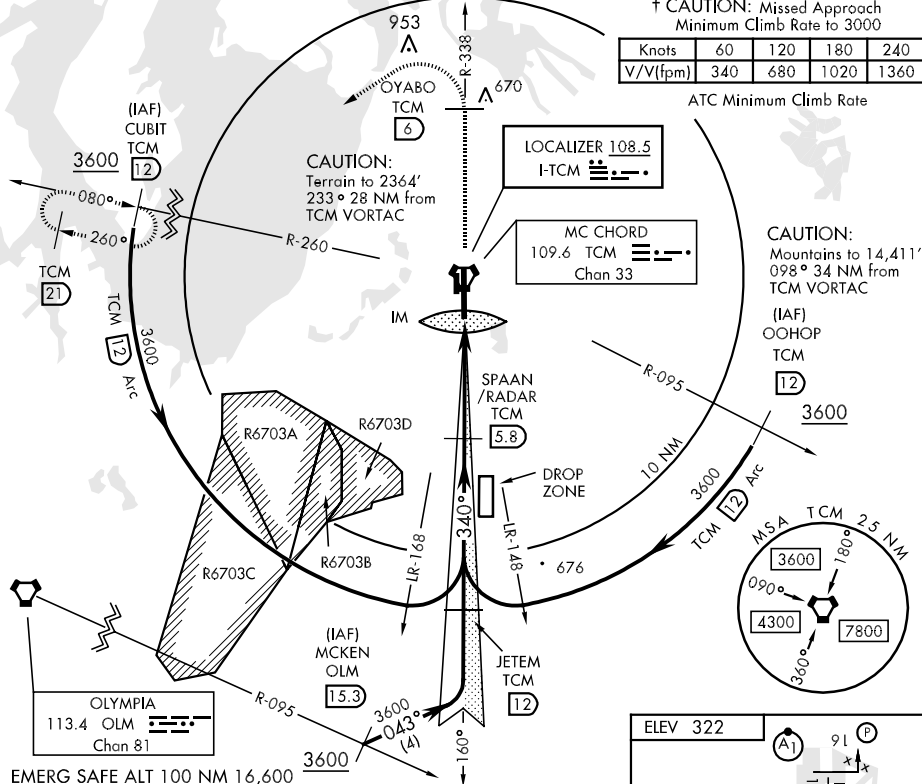 † CAUTION: Missed Approach
Minimum Climb Rate to 3000
Knots 60 120 180 240
V/V(fpm) 340 680 1020 1360
ATC Minimum Climb Rate
953
R-338
670
OYABO
TCM
6
(IAF)
CUBIT
TCM
12
3600
080°
260°
TCM
21
R-260
CAUTION:
Terrain to 2364'
233° 28 NM from
TCM VORTAC
LOCALIZER 108.5
I-TCM
MC CHORD
109.6 TCM
Chan 33
CAUTION:
Mountains to 14,411'
098° 34 NM from
TCM VORTAC
(IAF)
OOHOP
TCM
12
3600
IM
3600
TCM 12 Arc
R-095
SPAAN
/RADAR
TCM
5.8
R6703A
R6703D
DROP
ZONE
10 NM
3600
TCM 12 Arc
340°
LR-168
LR-148
676
R6703B
R6703C
MSA TCM 25 NM
3600
180°
090°
4300
7800
360°
(IAF)
MCKEN
OLM
15.3
JETEM
TCM
12
OLYMPIA
113.4 OLM
Chan 81
R-095
3600
043°
(4)
160°
3600
EMERG SAFE ALT 100 NM 16,600
ELEV 322
A1
16
P